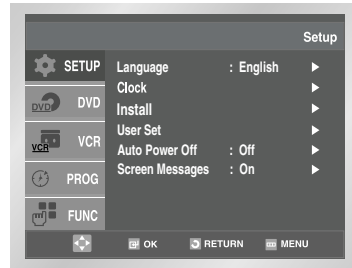 Setup
SETUP
Language : English
Clock
Install
User Set
Auto Power Off : Off
Screen Messages : On
DVD DVD
VCR VCR
PROG
FUNC
OK RETURN MENU